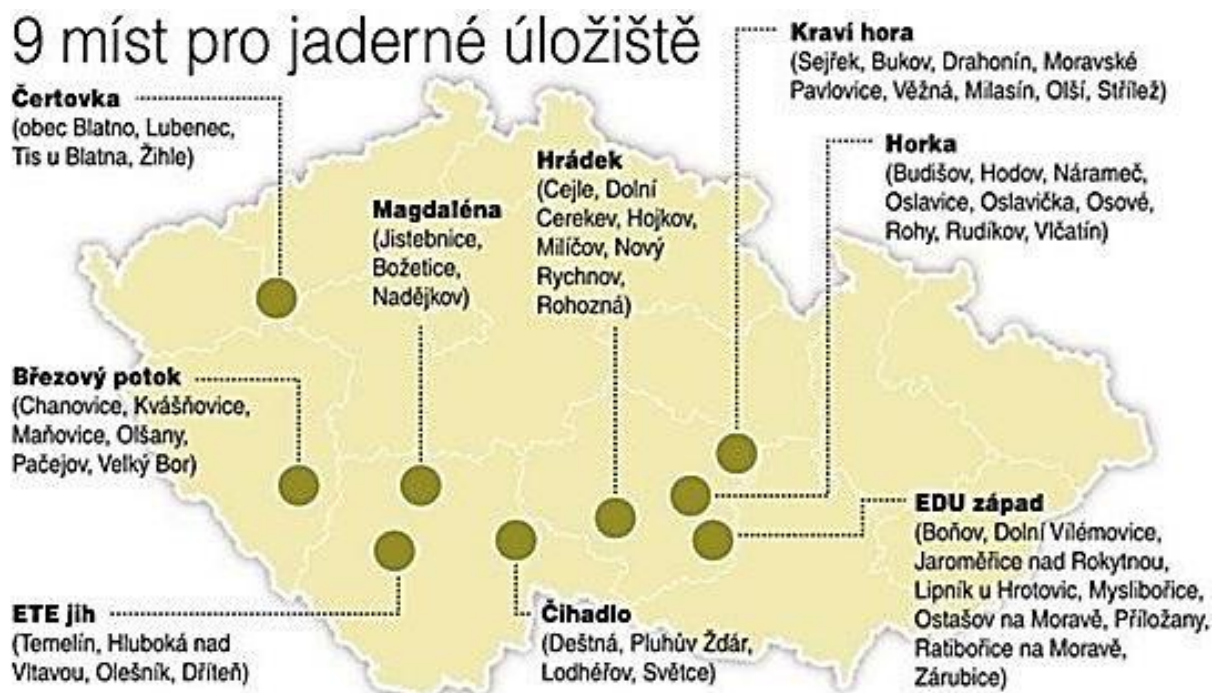 9 míst pro jaderné úložiště
Čertovka
(obec Blatno, Lubenec,
Tis u Blatna, Žihle)
Magdaléna
(Jistebnice,
Božetice,
Nadějkov)
Hrádek
(Cejle, Dolní
Cerekev, Hojkov,
Milíčov, Nový
Rychnov,
Rohozná)
Kraví hora
(Sejřek, Bukov, Drahonín, Moravské
Pavlovice, Věžná, Milasín, Olší, Střílež)
Horka
(Budišov, Hodov, Nárameč,
Oslavice, Oslavička, Osové,
Rohy, Rudíkov, Vlčatín)
Březový potok
(Chanovice, Kvášňovice,
Maňovice, Olšany,
Pačejov, Velký Bor)
EDU západ
(Boňov, Dolní Vilémovice,
Jaroměřice nad Rokytnou,
Lipník u Hrotovic, Myslibořice,
Ostašov na Moravě, Příložany,
Ratibořice na Moravě,
Zárubice)
ETE jih
(Temelín, Hluboká nad
Vltavou, Olešník, Dříteň)
Čihadlo
(Deštná, Pluhův Žďár,
Lodhéřov, Světce)